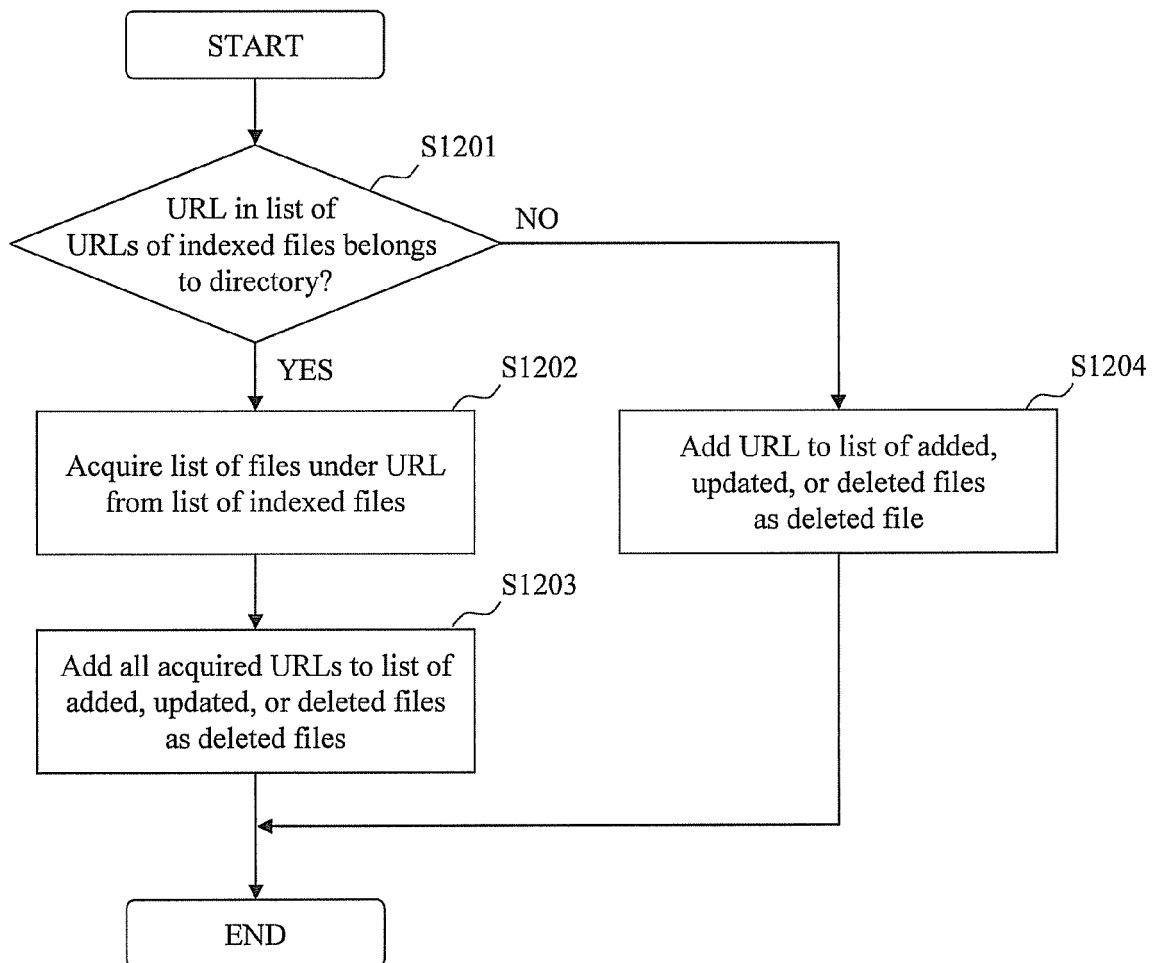 START
S1201
URL in list of
URLs of indexed files belongs
to directory?
NO
YES
S1202
Acquire list of files under URL
from list of indexed files
S1204
Add URL to list of added,
updated, or deleted files
as deleted file
S1203
Add all acquired URLs to list of
added, updated, or deleted files
as deleted files
END